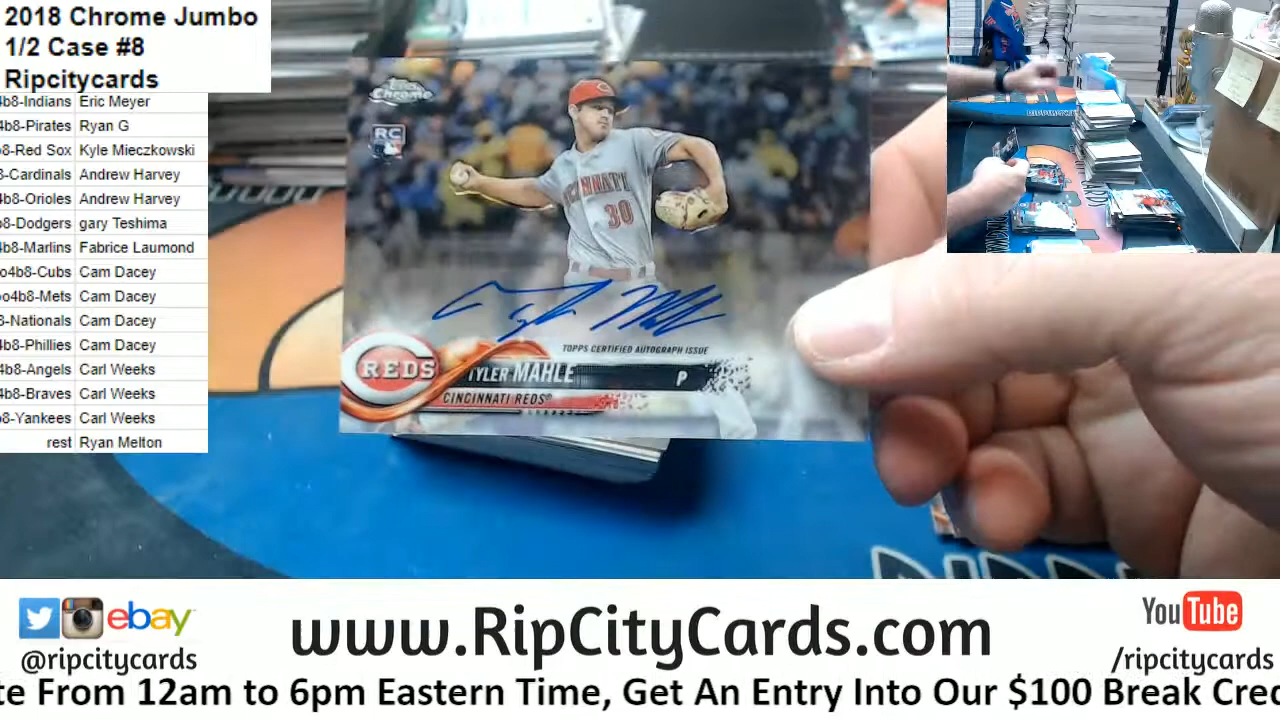 2018 Chrome Jumbo
1/2 Case #8
Ripcitycards
4b8-Indians Eric Meyer
4b8-Pirates Ryan G
8-Red Sox Kyle Mieczkowski
8-Cardinals Andrew Harvey
4b8-Orioles Andrew Harvey
b8-Dodgers gary Teshima
4b8-Marlins Fabrice Laumond
o4b8-Cubs Cam Dacey
o4b8-Mets Cam Dacey
8-Nationals Cam Dacey
4b8-Phillies Cam Dacey
4b8-Angels Carl Weeks
4b8-Braves Carl Weeks
b8-Yankees Carl Weeks
rest Ryan Melton
Topps Chrome
RC
CINCINNATI
30
TOPPS CERTIFIED AUTOGRAPH ISSUE
REDS
TYLER MAHLE P
CINCINNATI REDS®
ebay
@ripcitycards
www.RipCityCards.com
YouTube
/ripcitycards
te From 12am to 6pm Eastern Time, Get An Entry Into Our $100 Break Cred